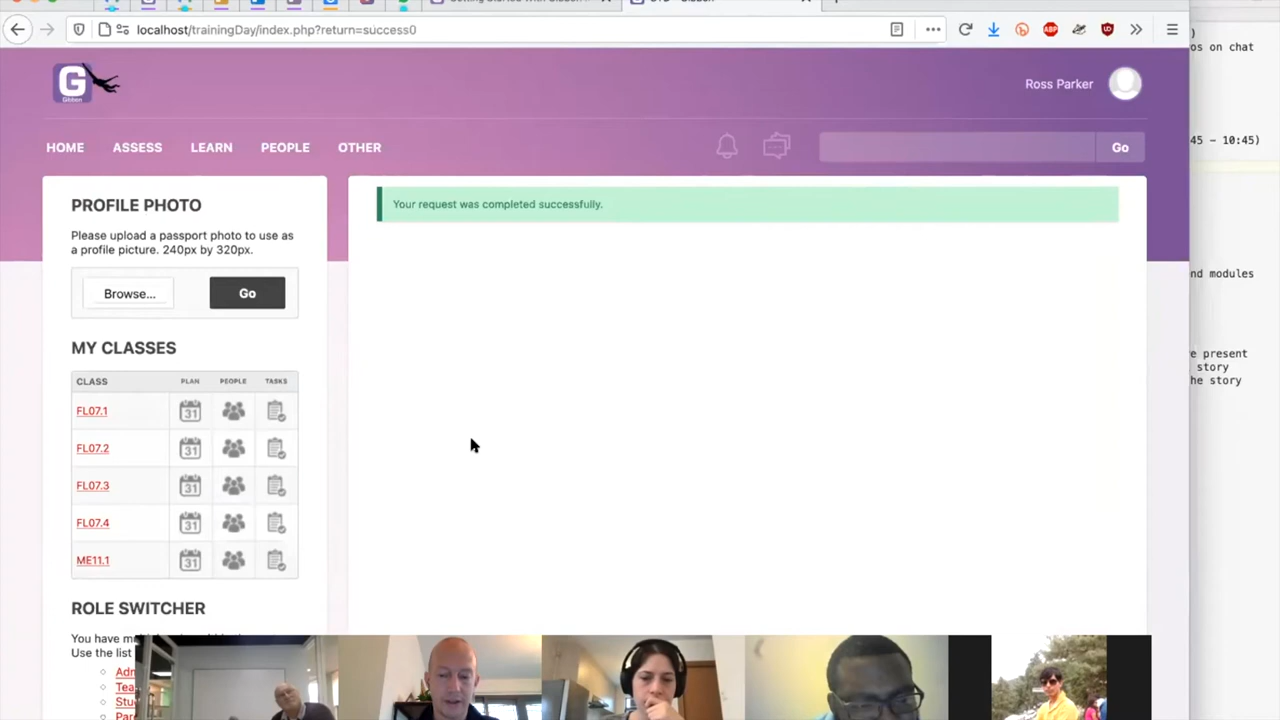 localhost/trainingDay/index.php?return=success0
Gibbon
Ross Parker
HOME ASSESS LEARN PEOPLE OTHER
Go
PROFILE PHOTO
Please upload a passport photo to use as
a profile picture. 240px by 320px.
Browse...
Go
Your request was completed successfully.
MY CLASSES
CLASS PLAN PEOPLE TASKS
FL07.1 31
FL07.2 31
FL07.3 31
FL07.4 31
ME11.1 31
ROLE SWITCHER
You have
Use the list
os on chat
45 - 10:45)
nd modules
e present
story
he story